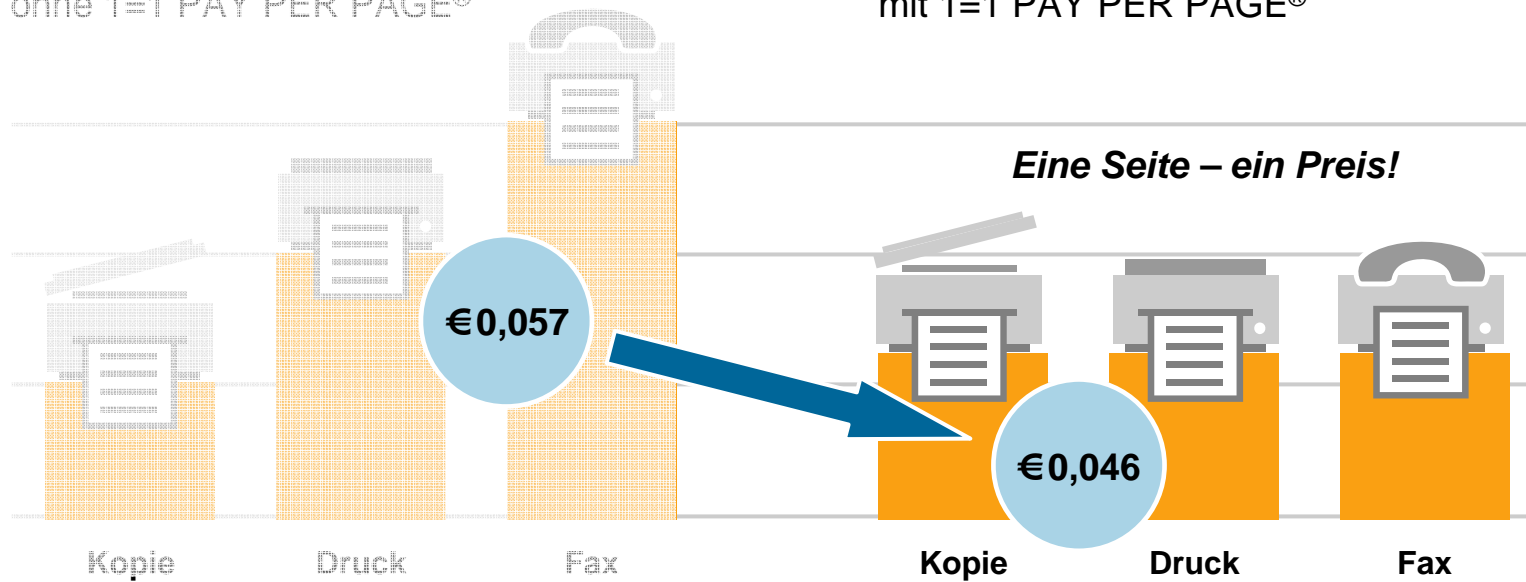 ohne 1=1 PAY PER PAGE®
mit 1=1 PAY PER PAGE®
Eine Seite – ein Preis!
€0,057
€0,046
Kopie Druck Fax
Kopie Druck Fax